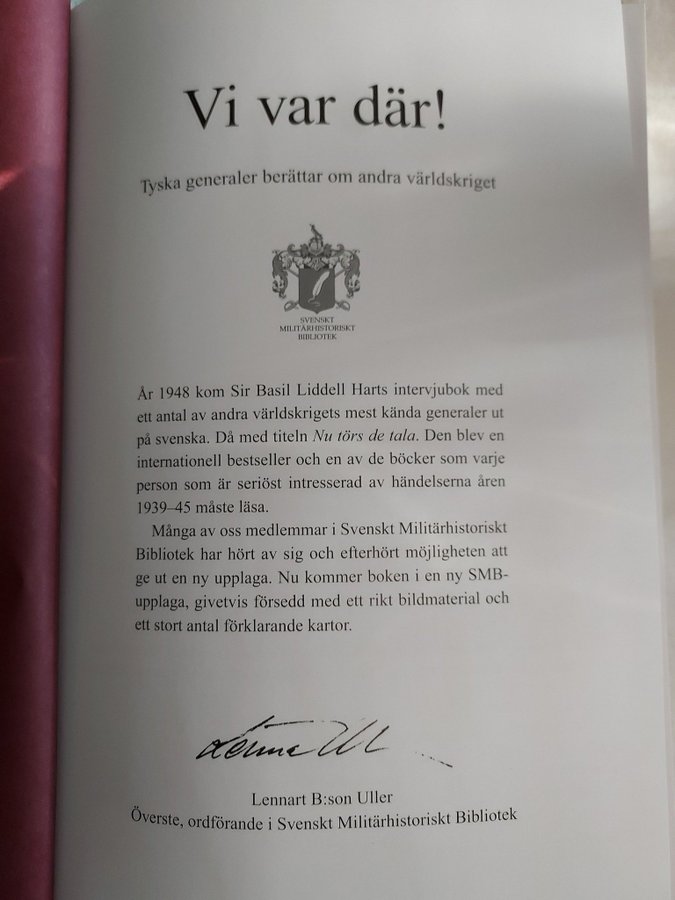 Vi var där!
Tyska generaler berättar om andra världskriget
SVENSKT
MILITÄRHISTORISKT
BIBLIOTEK
År 1948 kom Sir Basil Liddell Harts intervjubok med
ett antal av andra världskrigets mest kända generaler ut
på svenska. Då med titeln Nu törs de tala. Den blev en
internationell bestseller och en av de böcker som varje
person som är seriöst intresserad av händelserna åren
1939–45 måste läsa.
Många av oss medlemmar i Svenskt Militärhistoriskt
Bibliotek har hört av sig och efterhört möjligheten att
ge ut en ny upplaga. Nu kommer boken i en ny SMB-
upplaga, givetvis försedd med ett rikt bildmaterial och
ett stort antal förklarande kartor.
Lennart B:son Uller
Överste, ordförande i Svenskt Militärhistoriskt Bibliotek